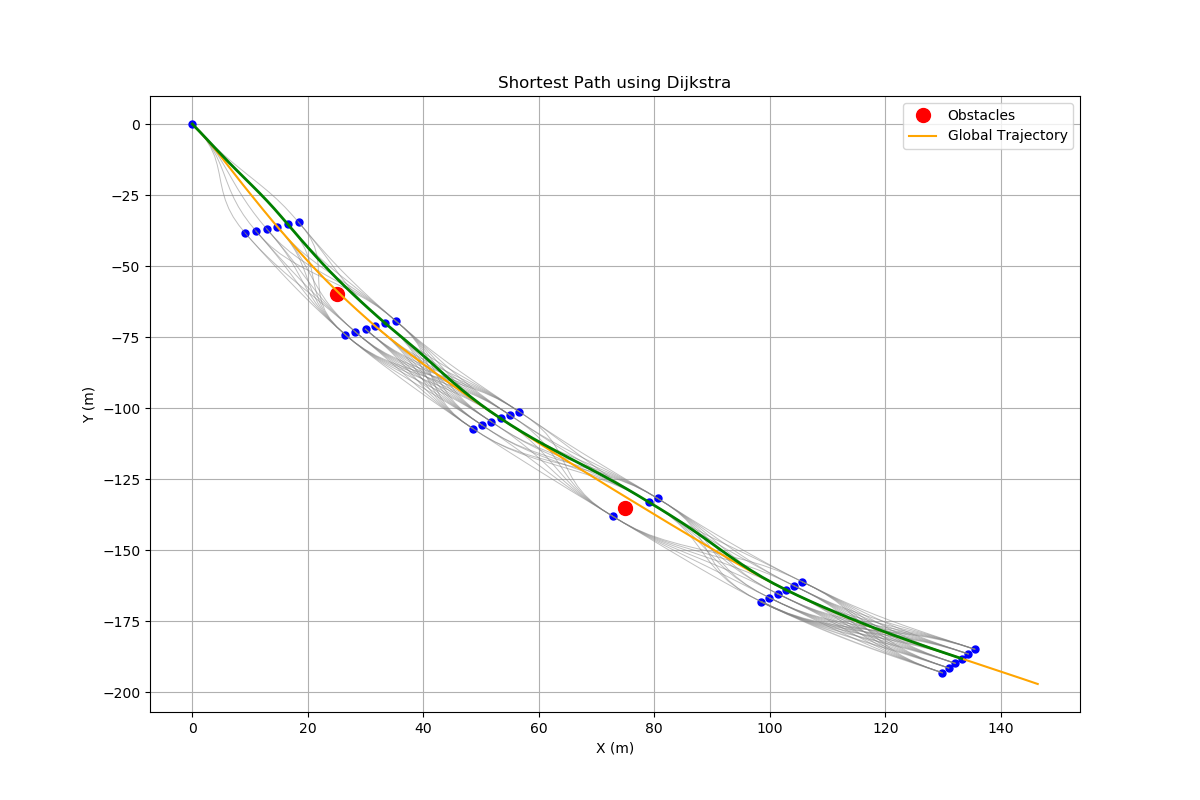 Shortest Path using Dijkstra
Obstacles
Global Trajectory
Y (m)
0
−25
−50
−75
−100
−125
−150
−175
−200
0 20 40 60 80 100 120 140
X (m)